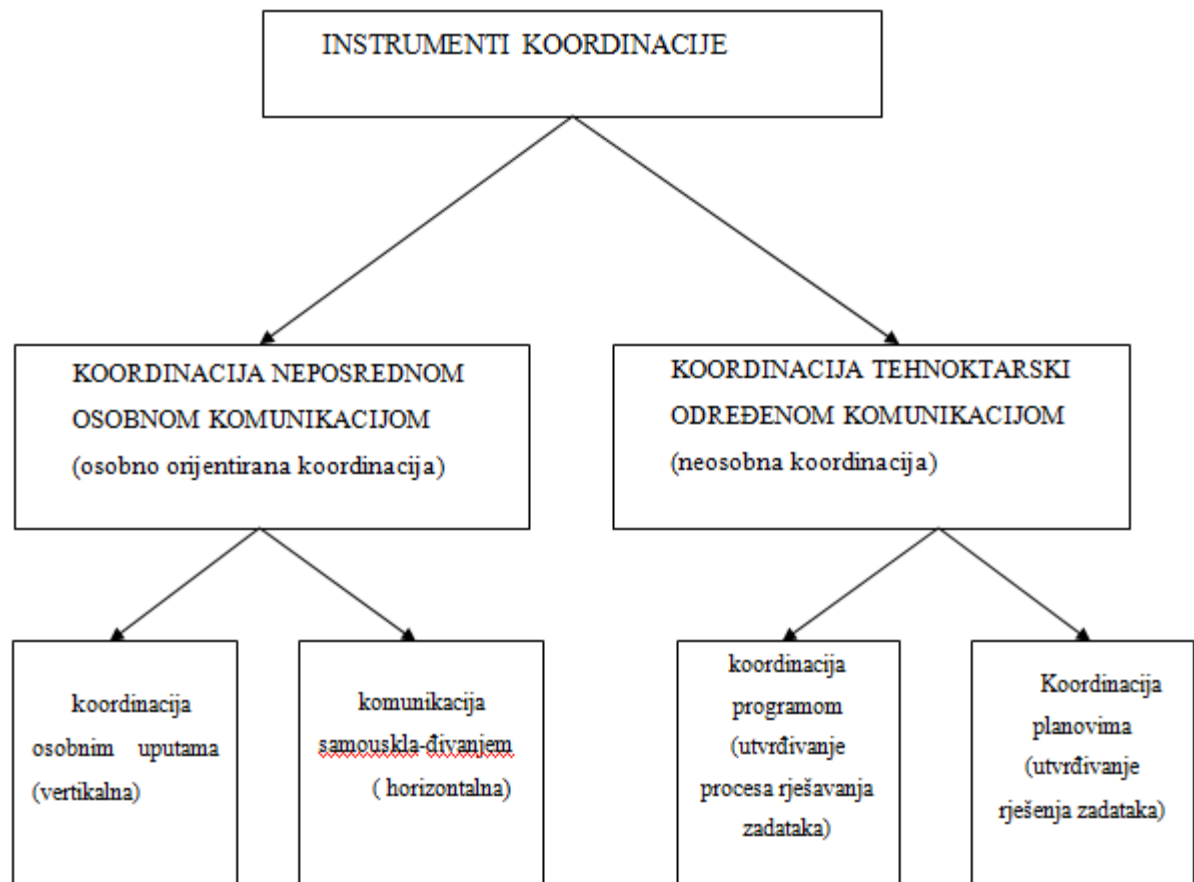 INSTRUMENTI KOORDINACIJE
KOORDINACIJA NEPOSREDNOM
OSOBNOM KOMUNIKACIJOM
(osobno orijentirana koordinacija)
KOORDINACIJA TEHNOKTARSKI
ODREĐENOM KOMUNIKACIJOM
(neosobna koordinacija)
koordinacija
osobnim uputama
(vertikalna)
komunikacija
samouskla-đivanjem
( horizontalna)
koordinacija
programom
(utvrđivanje
procesa rješavanja
zadataka)
Koordinacija
planovima
(utvrđivanje
rješenja zadataka)